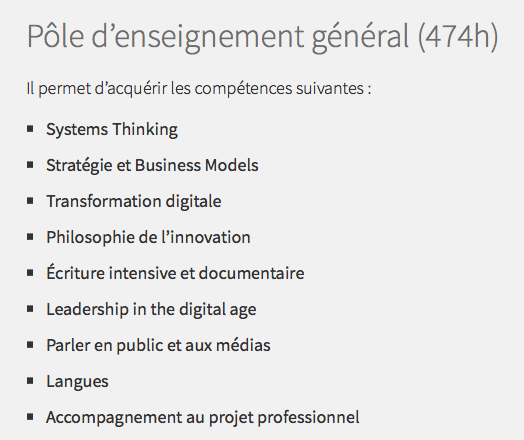 Pôle d’enseignement général (474h)
Il permet d’acquérir les compétences suivantes :
▪ Systems Thinking
▪ Stratégie et Business Models
▪ Transformation digitale
▪ Philosophie de l’innovation
▪ Écriture intensive et documentaire
▪ Leadership in the digital age
▪ Parler en public et aux médias
▪ Langues
▪ Accompagnement au projet professionnel